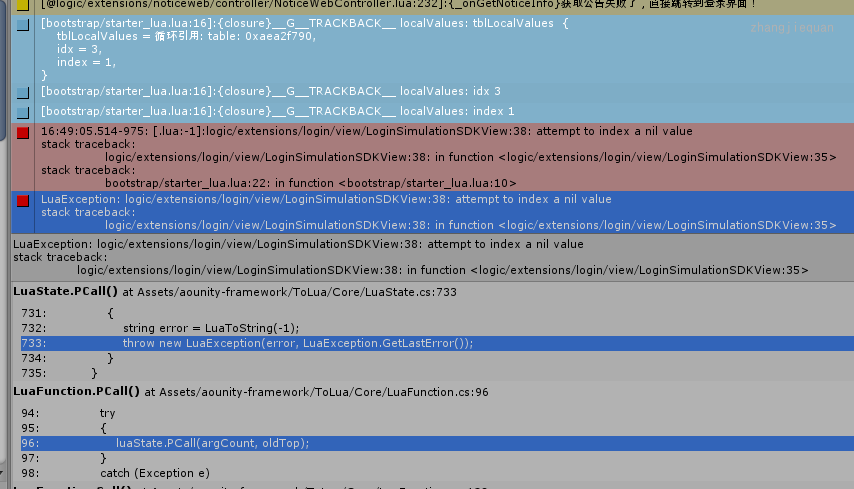 [@logic/extensions/noticeweb/controller/NoticeWebController.lua:232]:{_onGetNoticeInfo}获取公告失败了，直接跳转到登录界面！
[bootstrap/starter_lua.lua:16]:{closure}__G__TRACKBACK__ localValues: tblLocalValues  {
tblLocalValues = 循环引用: table: 0xaea2f790,
idx = 3,
index = 1,
}
zhangjiequan
[bootstrap/starter_lua.lua:16]:{closure}__G__TRACKBACK__ localValues: idx 3
[bootstrap/starter_lua.lua:16]:{closure}__G__TRACKBACK__ localValues: index 1
16:49:05.514-975: [.lua:-1]:logic/extensions/login/view/LoginSimulationSDKView:38: attempt to index a nil value
stack traceback:
logic/extensions/login/view/LoginSimulationSDKView:38: in function <logic/extensions/login/view/LoginSimulationSDKView:35>
stack traceback:
bootstrap/starter_lua.lua:22: in function <bootstrap/starter_lua.lua:10>
LuaException: logic/extensions/login/view/LoginSimulationSDKView:38: attempt to index a nil value
stack traceback:
logic/extensions/login/view/LoginSimulationSDKView:38: in function <logic/extensions/login/view/LoginSimulationSDKView:35>
LuaException: logic/extensions/login/view/LoginSimulationSDKView:38: attempt to index a nil value
stack traceback:
logic/extensions/login/view/LoginSimulationSDKView:38: in function <logic/extensions/login/view/LoginSimulationSDKView:35>
LuaState.PCall() at Assets/aounity-framework/ToLua/Core/LuaState.cs:733
731: {
732: string error = LuaToString(-1);
733: throw new LuaException(error, LuaException.GetLastError());
734: }
735: }
LuaFunction.PCall() at Assets/aounity-framework/ToLua/Core/LuaFunction.cs:96
94: try
95: {
96: luaState.PCall(argCount, oldTop);
97: }
98: catch (Exception e)